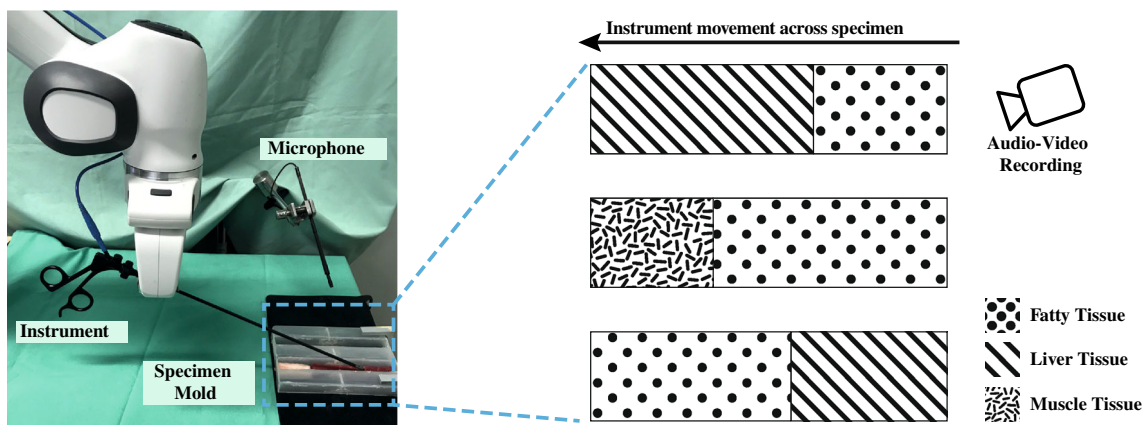 Instrument movement across specimen
Microphone
Audio-Video
Recording
Instrument
Specimen
Mold
Fatty Tissue
Liver Tissue
Muscle Tissue